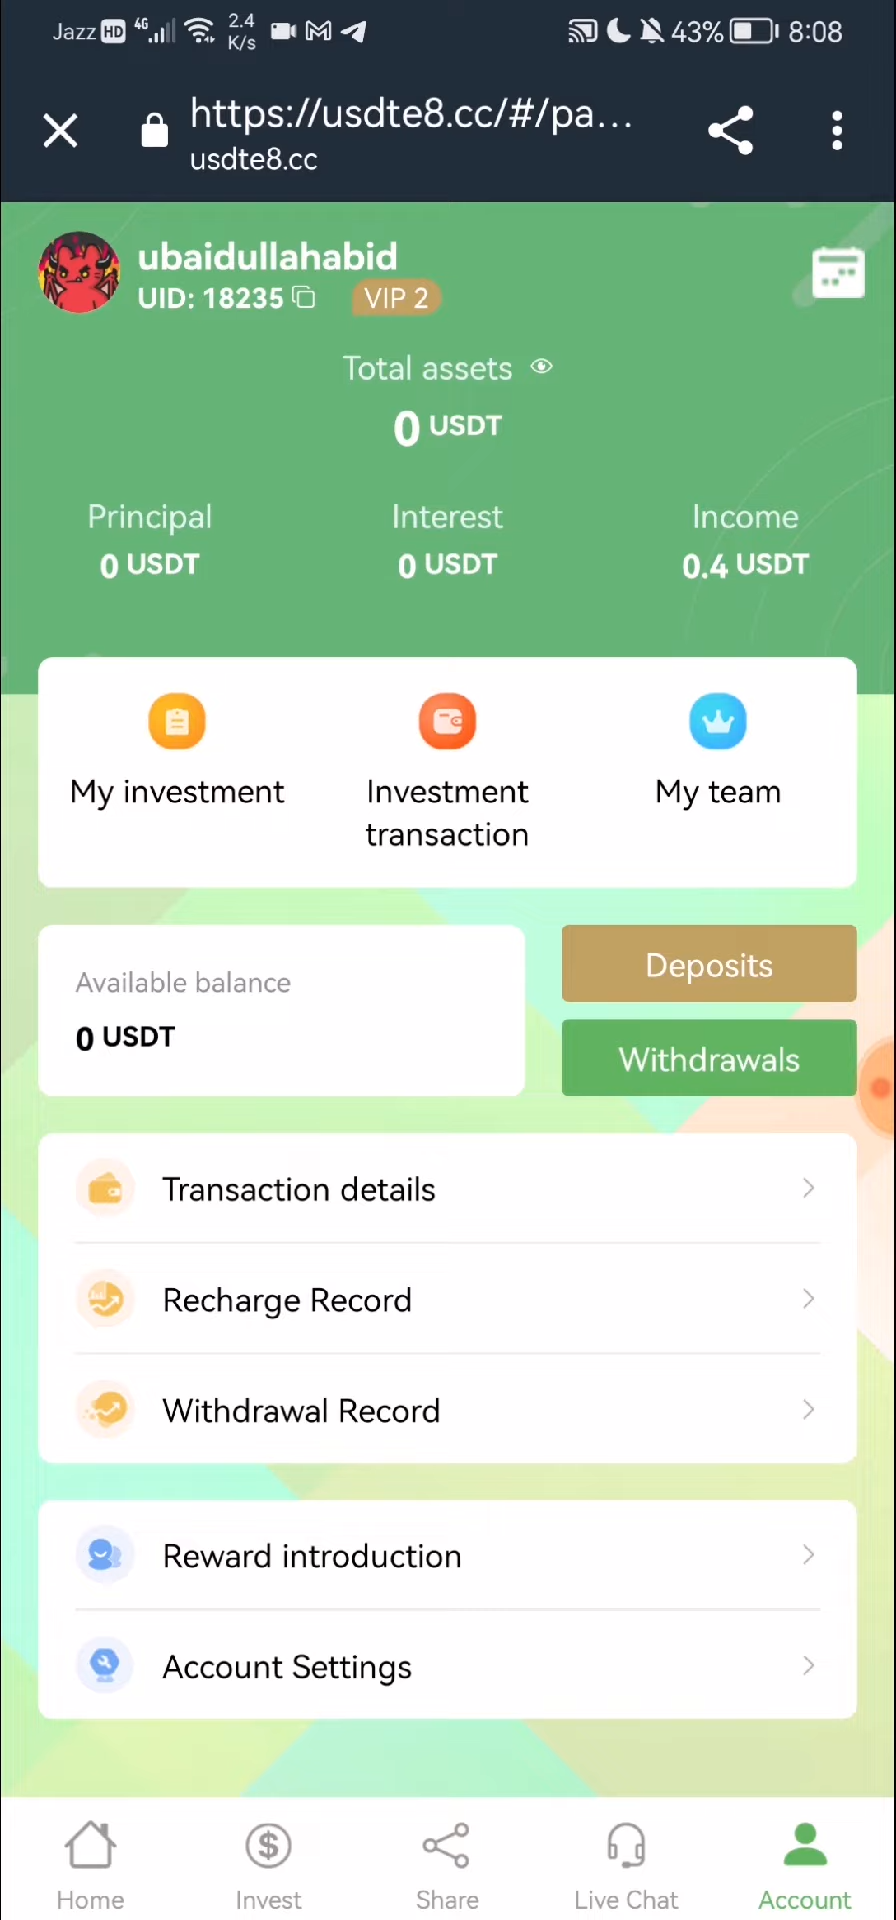 Jazz HD 4G 2.4 K/s 43% 8:08
https://usdte8.cc/#/pa...
usdte8.cc
ubaidullahabid
UID: 18235 VIP 2
Total assets
0 USDT
Principal Interest Income
0 USDT 0 USDT 0.4 USDT
My investment Investment transaction My team
Available balance
0 USDT
Deposits
Withdrawals
Transaction details
Recharge Record
Withdrawal Record
Reward introduction
Account Settings
Home Invest Share Live Chat Account